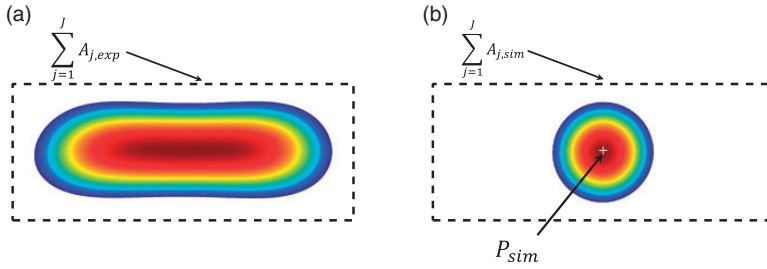 (a)
(b)
J
∑ A_{j,exp}
j=1
J
∑ A_{j,sim}
j=1
P_{sim}